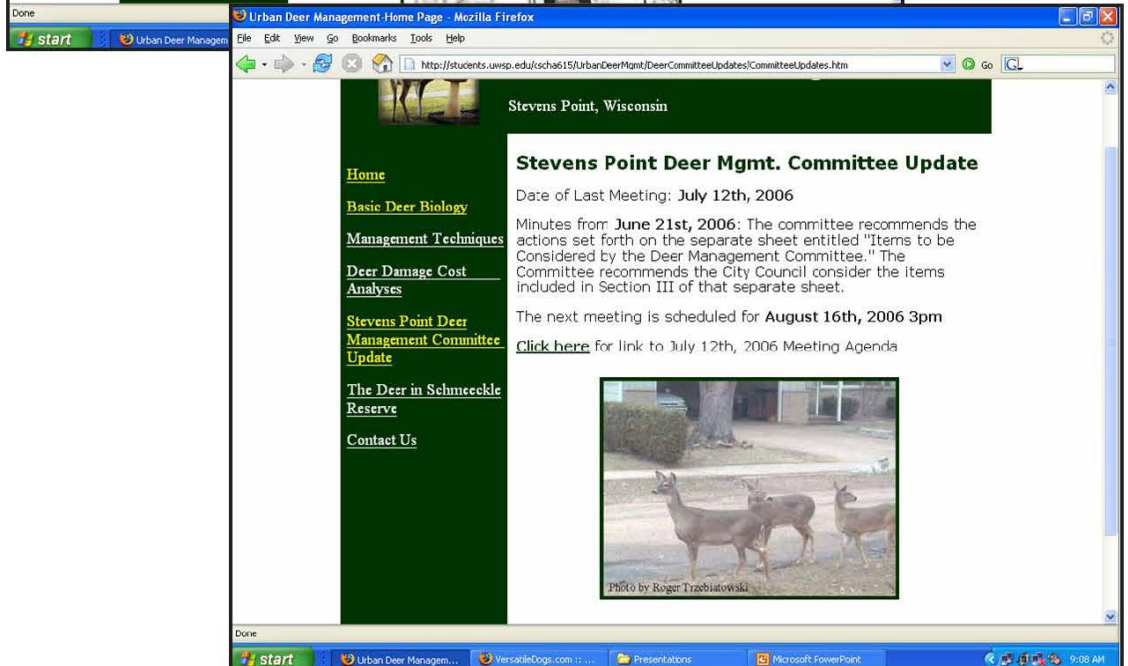 Done
start
Urban Deer Managem
Urban Deer Management-Home Page - Mozilla Firefox
File Edit View Go Bookmarks Tools Help
http://students.uwsp.edu/cscha615/UrbanDeerMgmt/DeerCommitteeUpdates/CommitteeUpdates.htm
Go
Stevens Point, Wisconsin
Home
Basic Deer Biology
Management Techniques
Deer Damage Cost
Analyses
Stevens Point Deer
Management Committee
Update
The Deer in Schmeeckle
Reserve
Contact Us
Stevens Point Deer Mgmt. Committee Update
Date of Last Meeting: July 12th, 2006
Minutes from June 21st, 2006: The committee recommends the
actions set forth on the separate sheet entitled "Items to be
Considered by the Deer Management Committee." The
Committee recommends the City Council consider the items
included in Section III of that separate sheet.
The next meeting is scheduled for August 16th, 2006 3pm
Click here for link to July 12th, 2006 Meeting Agenda
Photo by Roger Trzebiatowski
Done
start
Urban Deer Managem...
VersatileDogs.com :: ...
Presentations
Microsoft PowerPoint
9:08 AM